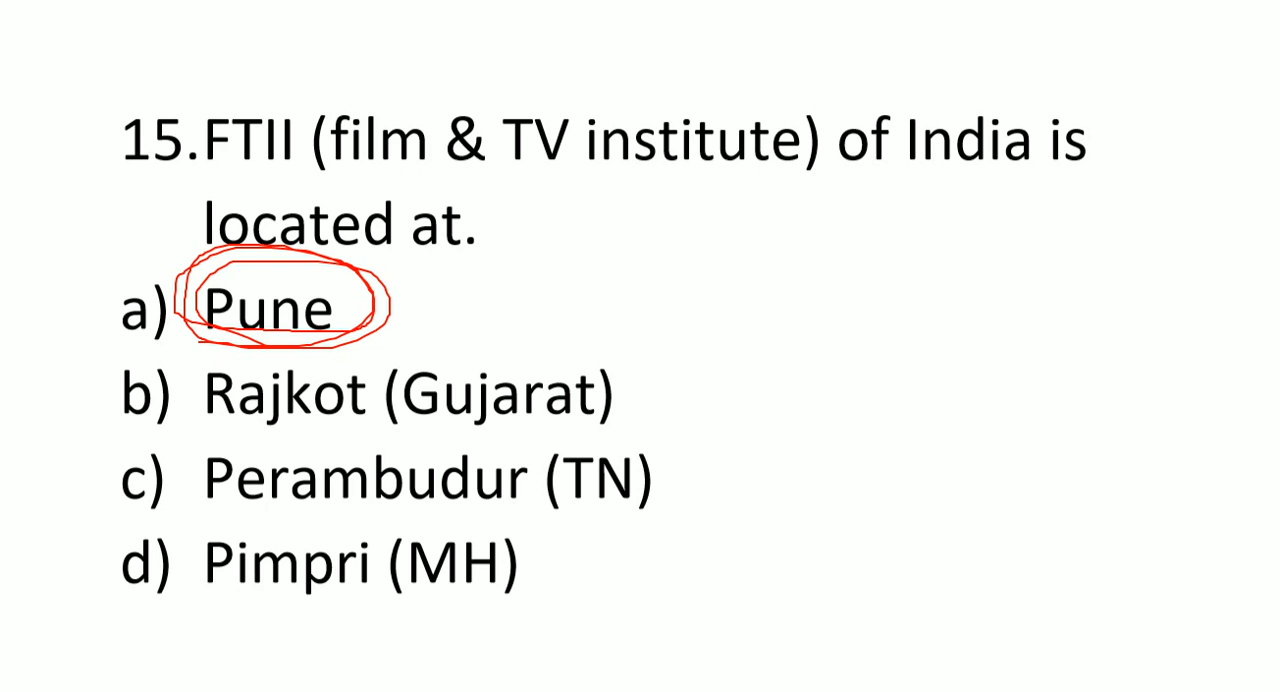 15.FTII (film & TV institute) of India is
located at.
a) Pune
b) Rajkot (Gujarat)
c) Perambudur (TN)
d) Pimpri (MH)